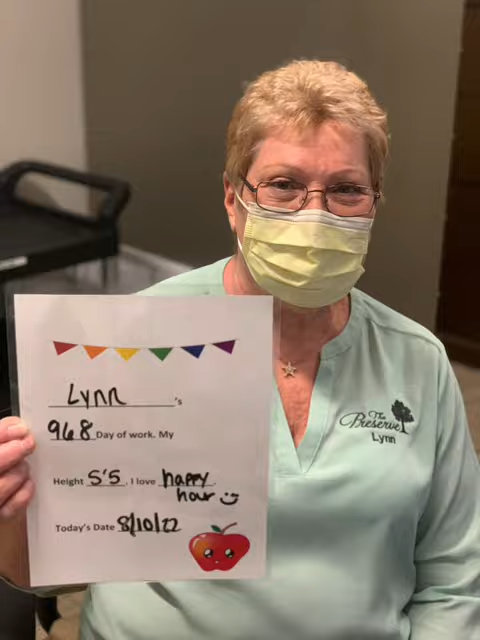 Lynn's
968 Day of work. My
Height 5'5, I love happy
hour
Today's Date 8/10/22
The
Preserve
Lynn